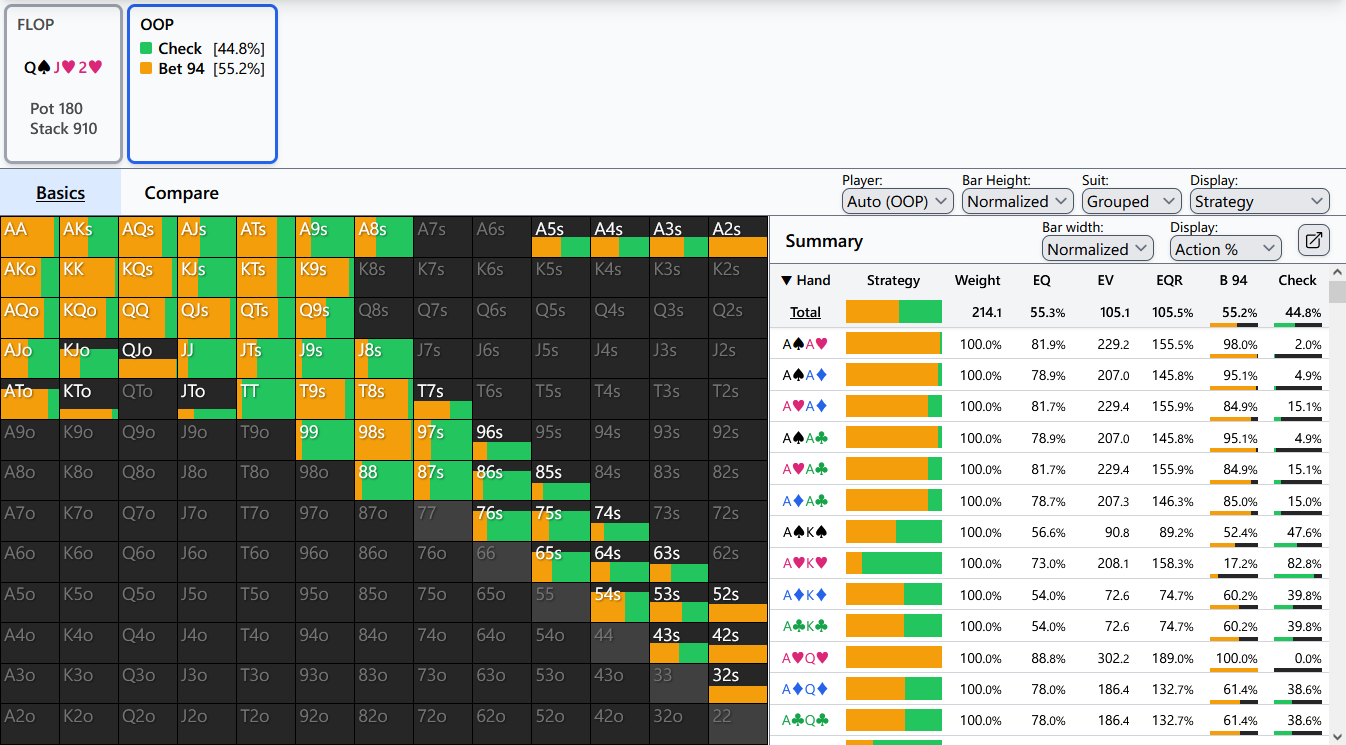 FLOP
Q♠J♥2♥
Pot 180
Stack 910
OOP
Check [44.8%]
Bet 94 [55.2%]
Basics Compare
Player: Bar Height: Suit: Display:
Auto (OOP) Normalized Grouped Strategy
AA AKs AQs AJs ATs A9s A8s A7s A6s A5s A4s A3s A2s
AKo KK KQs KJs KTs K9s K8s K7s K6s K5s K4s K3s K2s
AQo KQo QQ QJs QTs Q9s Q8s Q7s Q6s Q5s Q4s Q3s Q2s
AJo KJo QJo JJ JTs J9s J8s J7s J6s J5s J4s J3s J2s
ATo KTo QTo JTo TT T9s T8s T7s T6s T5s T4s T3s T2s
A9o K9o Q9o J9o T9o 99 98s 97s 96s 95s 94s 93s 92s
A8o K8o Q8o J8o T8o 98o 88 87s 86s 85s 84s 83s 82s
A7o K7o Q7o J7o T7o 97o 87o 77 76s 75s 74s 73s 72s
A6o K6o Q6o J6o T6o 96o 86o 76o 66 65s 64s 63s 62s
A5o K5o Q5o J5o T5o 95o 85o 75o 65o 55 54s 53s 52s
A4o K4o Q4o J4o T4o 94o 84o 74o 64o 54o 44 43s 42s
A3o K3o Q3o J3o T3o 93o 83o 73o 63o 53o 43o 33 32s
A2o K2o Q2o J2o T2o 92o 82o 72o 62o 52o 42o 32o 22
Summary
Bar width: Display:
Normalized Action %
▼ Hand Strategy Weight EQ EV EQR B 94 Check
Total 214.1 55.3% 105.1 105.5% 55.2% 44.8%
A♠A♥ 100.0% 81.9% 229.2 155.5% 98.0% 2.0%
A♠A♦ 100.0% 78.9% 207.0 145.8% 95.1% 4.9%
A♥A♦ 100.0% 81.7% 229.4 155.9% 84.9% 15.1%
A♠A♣ 100.0% 78.9% 207.0 145.8% 95.1% 4.9%
A♥A♣ 100.0% 81.7% 229.4 155.9% 84.9% 15.1%
A♦A♣ 100.0% 78.7% 207.3 146.3% 85.0% 15.0%
A♠K♠ 100.0% 56.6% 90.8 89.2% 52.4% 47.6%
A♥K♥ 100.0% 73.0% 208.1 158.3% 17.2% 82.8%
A♦K♦ 100.0% 54.0% 72.6 74.7% 60.2% 39.8%
A♣K♣ 100.0% 54.0% 72.6 74.7% 60.2% 39.8%
A♥Q♥ 100.0% 88.8% 302.2 189.0% 100.0% 0.0%
A♦Q♦ 100.0% 78.0% 186.4 132.7% 61.4% 38.6%
A♣Q♣ 100.0% 78.0% 186.4 132.7% 61.4% 38.6%